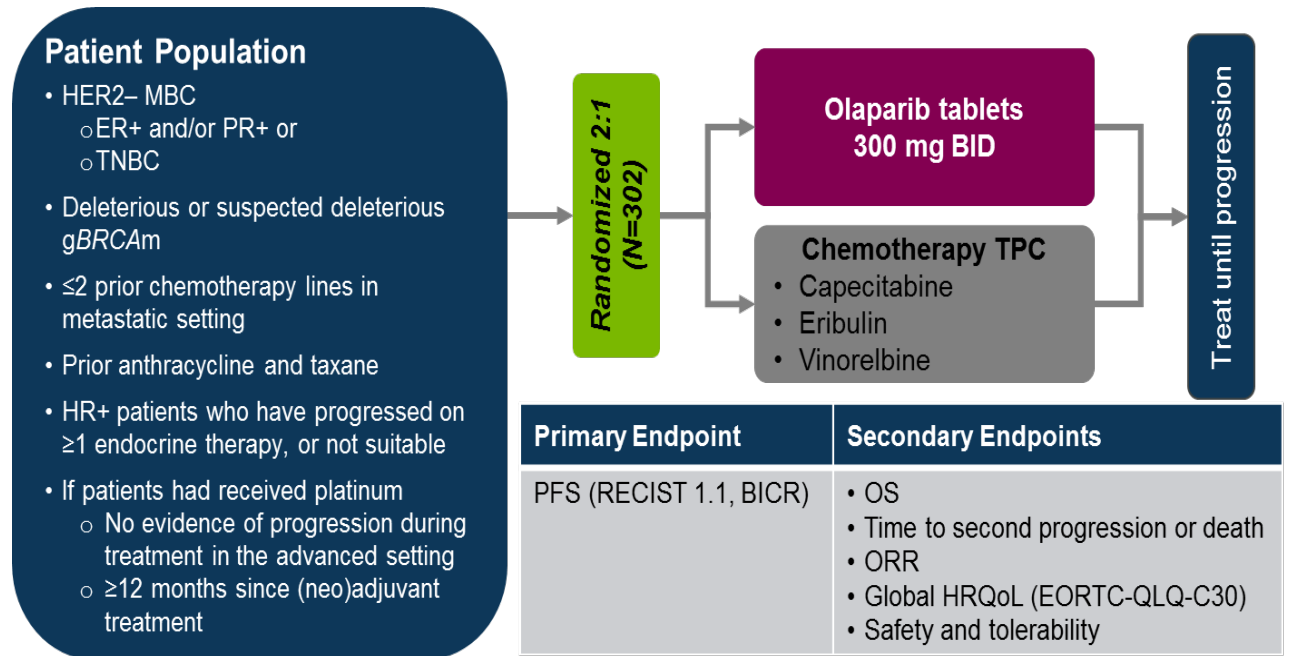 Patient Population
• HER2– MBC
o ER+ and/or PR+ or
o TNBC
• Deleterious or suspected deleterious
gBRCAm
• ≤2 prior chemotherapy lines in
metastatic setting
• Prior anthracycline and taxane
• HR+ patients who have progressed on
≥1 endocrine therapy, or not suitable
• If patients had received platinum
o No evidence of progression during
treatment in the advanced setting
o ≥12 months since (neo)adjuvant
treatment
Randomized 2:1
(N=302)
Olaparib tablets
300 mg BID
Chemotherapy TPC
• Capecitabine
• Eribulin
• Vinorelbine
Treat until progression
Primary Endpoint
Secondary Endpoints
PFS (RECIST 1.1, BICR)
• OS
• Time to second progression or death
• ORR
• Global HRQoL (EORTC-QLQ-C30)
• Safety and tolerability